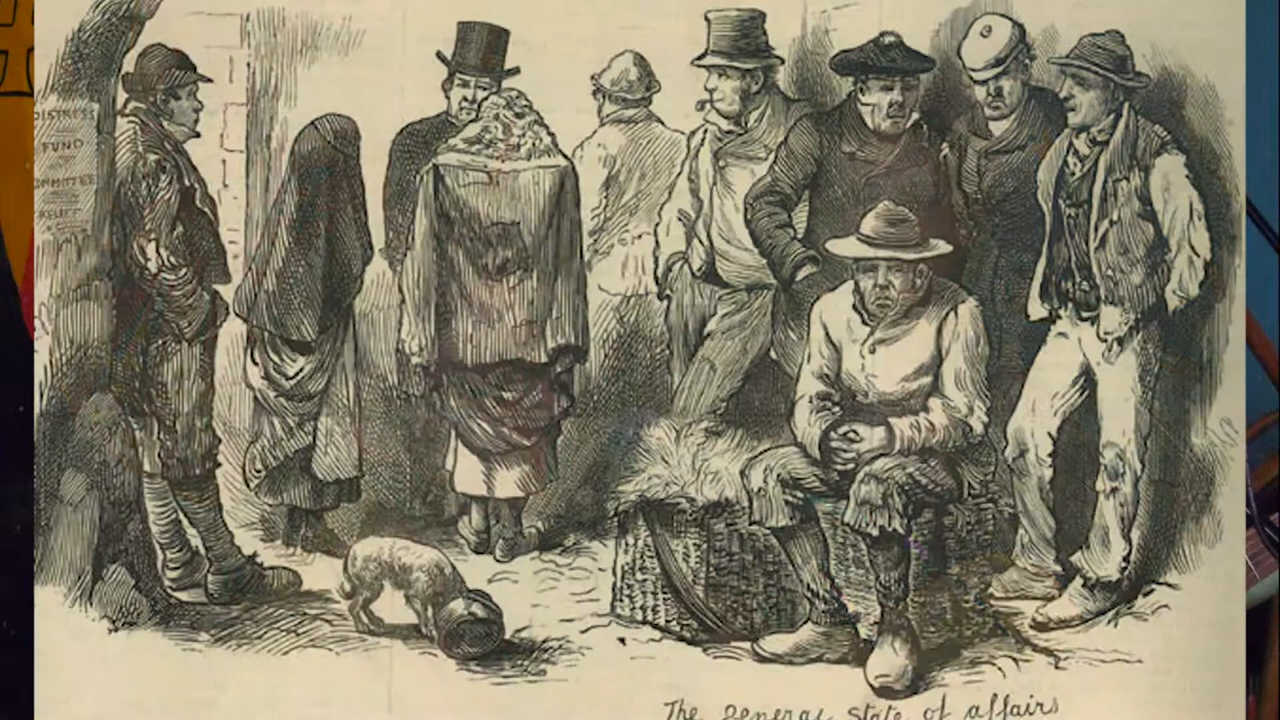 DISTRESS
FUND
COMMITTEE
RELIEF
The general State of affairs